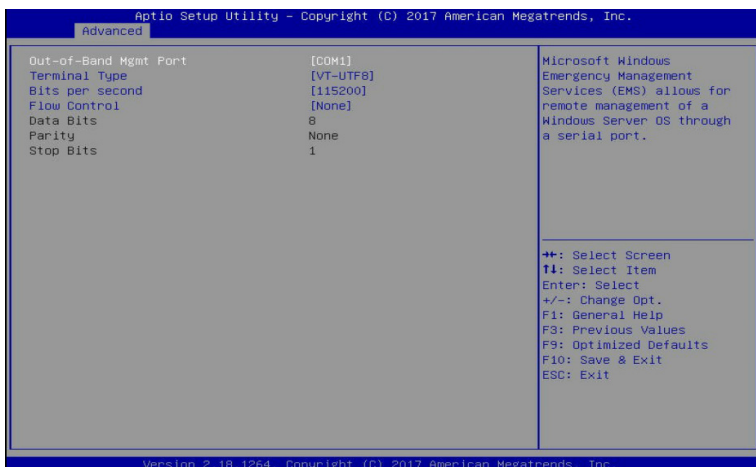 Aptio Setup Utility – Copyright (C) 2017 American Megatrends, Inc.
Advanced
Out-of-Band Mgmt Port [COM1]
Terminal Type [VT-UTF8]
Bits per second [115200]
Flow Control [None]
Data Bits 8
Parity None
Stop Bits 1
Microsoft Windows
Emergency Management
Services (EMS) allows for
remote management of a
Windows Server OS through
a serial port.
→←: Select Screen
↑↓: Select Item
Enter: Select
+/-: Change Opt.
F1: General Help
F3: Previous Values
F9: Optimized Defaults
F10: Save & Exit
ESC: Exit
Version 2.18.1264. Copyright (C) 2017 American Megatrends, Inc.